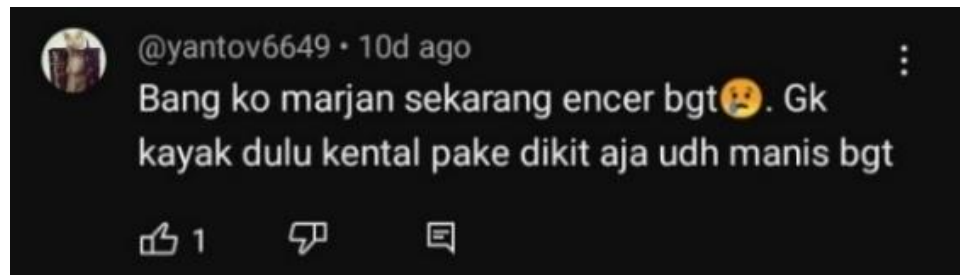 @yantov6649 • 10d ago
Bang ko marjan sekarang encer bgt😢. Gk
kayak dulu kental pake dikit aja udh manis bgt
1